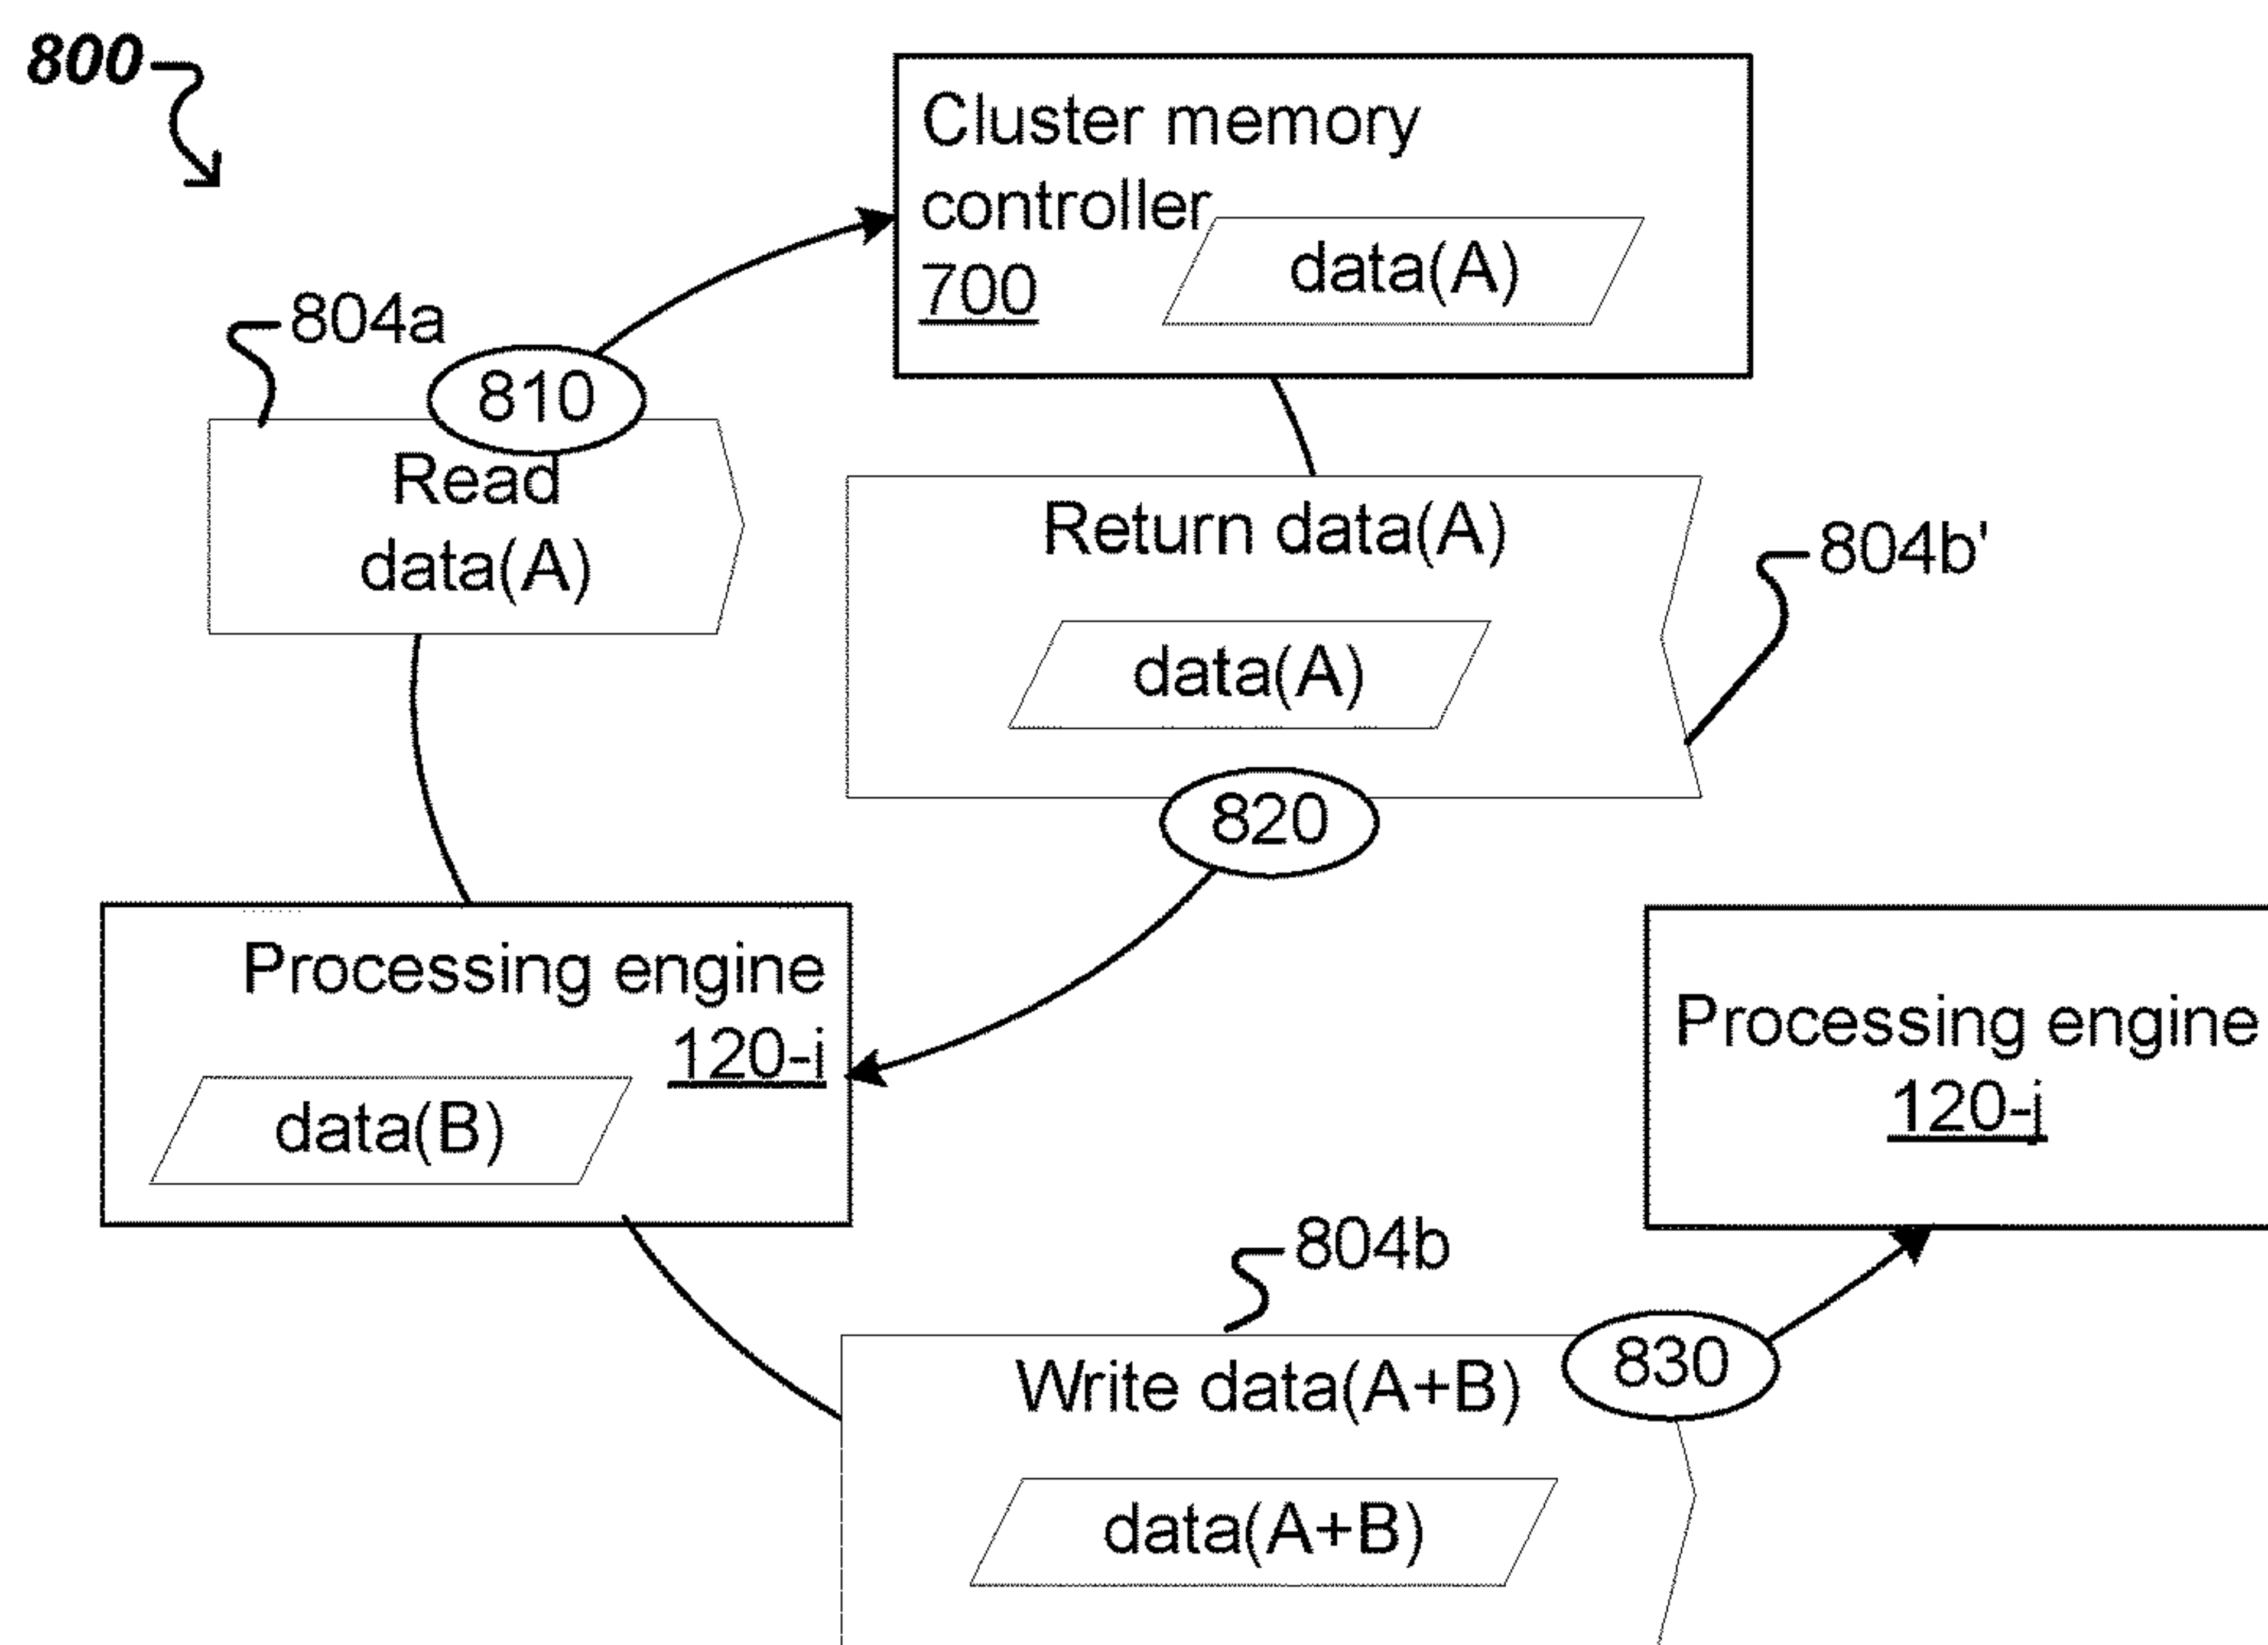 800
Cluster memory
controller
700
data(A)
804a
810
Read
data(A)
Return data(A)
data(A)
804b'
820
Processing engine
120-i
data(B)
Processing engine
120-j
804b
830
Write data(A+B)
data(A+B)